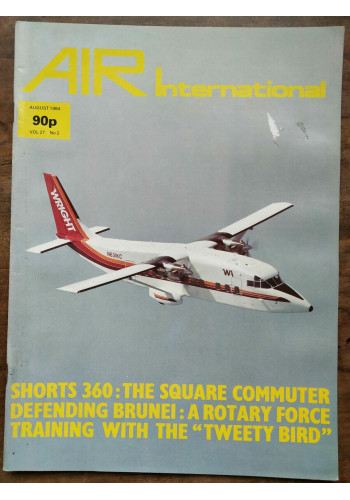 AIR International
AUGUST 1984
90p
VOL 27 No 2
WRIGHT
N631KC
WI
SHORTS 360: THE SQUARE COMMUTER
DEFENDING BRUNEI: A ROTARY FORCE
TRAINING WITH THE "TWEETY BIRD"